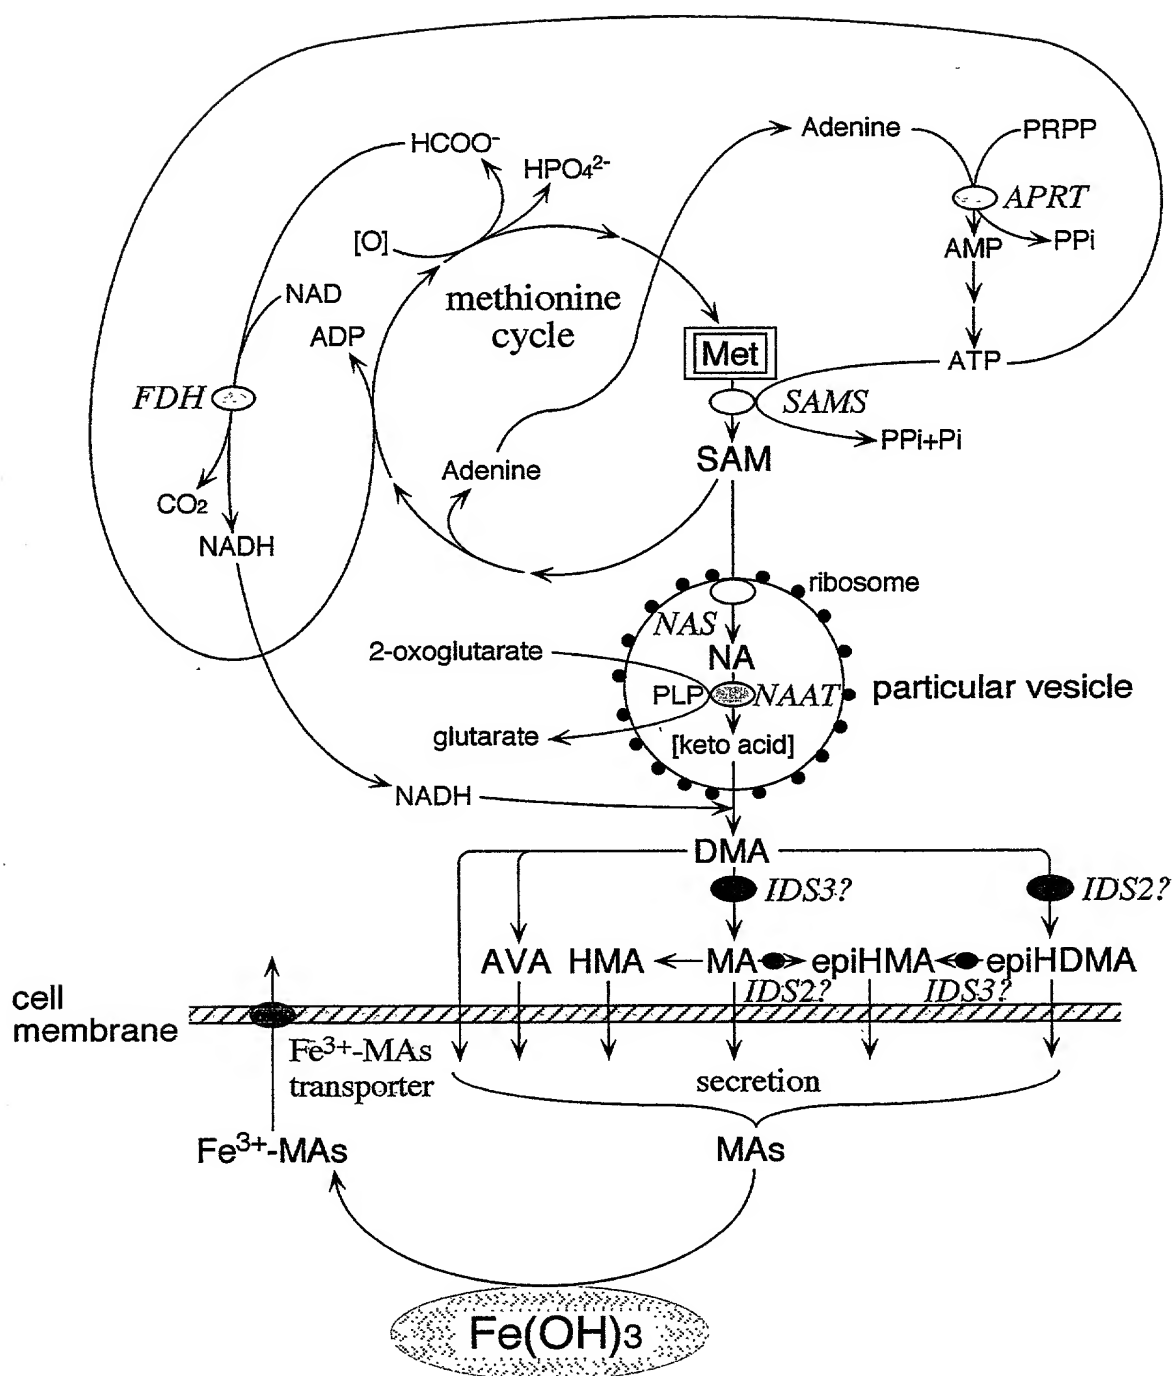 HCOO⁻
HPO₄²⁻
Adenine
PRPP
APRT
[O]
AMP
PPi
NAD
methionine
cycle
ADP
Met
ATP
FDH
SAMS
PPi+Pi
SAM
Adenine
CO₂
NADH
ribosome
NAS
2-oxoglutarate
NA
PLP
NAAT
particular vesicle
glutarate
[keto acid]
NADH
DMA
IDS3?
IDS2?
AVA
HMA
MA
epiHMA
epiHDMA
IDS2?
IDS3?
cell
membrane
Fe³⁺-MAs
transporter
secretion
Fe³⁺-MAs
MAs
Fe(OH)₃